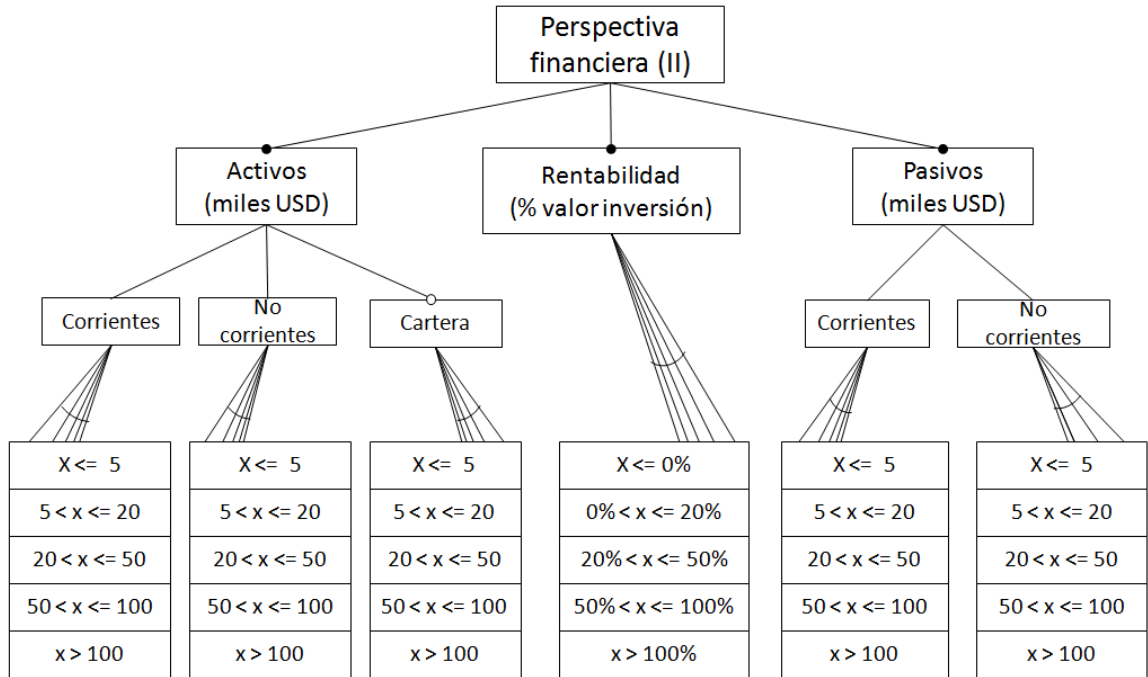 Perspectiva
financiera (II)
Activos
(miles USD)
Rentabilidad
(% valor inversión)
Pasivos
(miles USD)
Corrientes
No
corrientes
Cartera
Corrientes
No
corrientes
X <= 5
X <= 5
X <= 5
X <= 0%
X <= 5
X <= 5
5 < x <= 20
5 < x <= 20
5 < x <= 20
0% < x <= 20%
5 < x <= 20
5 < x <= 20
20 < x <= 50
20 < x <= 50
20 < x <= 50
20% < x <= 50%
20 < x <= 50
20 < x <= 50
50 < x <= 100
50 < x <= 100
50 < x <= 100
50% < x <= 100%
50 < x <= 100
50 < x <= 100
x > 100
x > 100
x > 100
x > 100%
x > 100
x > 100